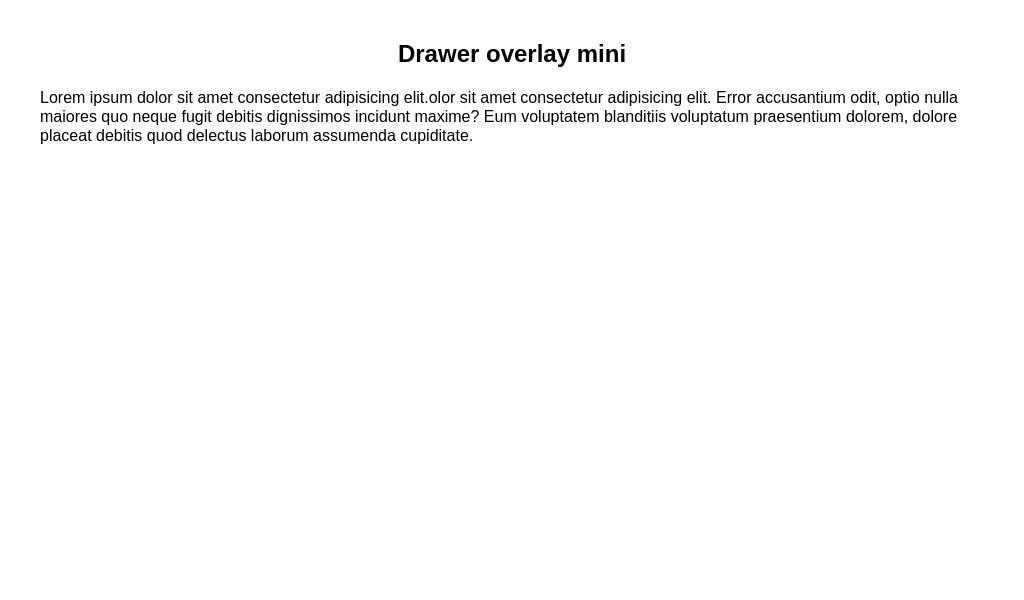 Drawer overlay mini
Lorem ipsum dolor sit amet consectetur adipisicing elit.olor sit amet consectetur adipisicing elit. Error accusantium odit, optio nulla
maiores quo neque fugit debitis dignissimos incidunt maxime? Eum voluptatem blanditiis voluptatum praesentium dolorem, dolore
placeat debitis quod delectus laborum assumenda cupiditate.